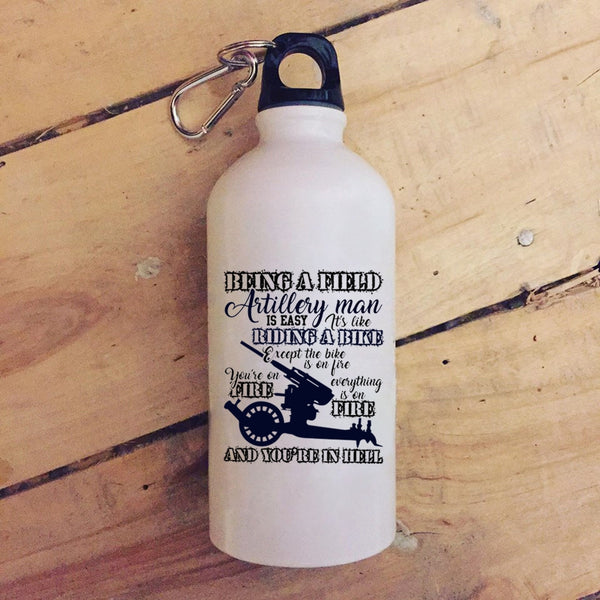 BEING A FIELD
Artillery man
IS EASY It's like
RIDING A BIKE
Except the bike
is on fire
You're on
FIRE
everything
is on
FIRE
AND YOU'RE IN HELL